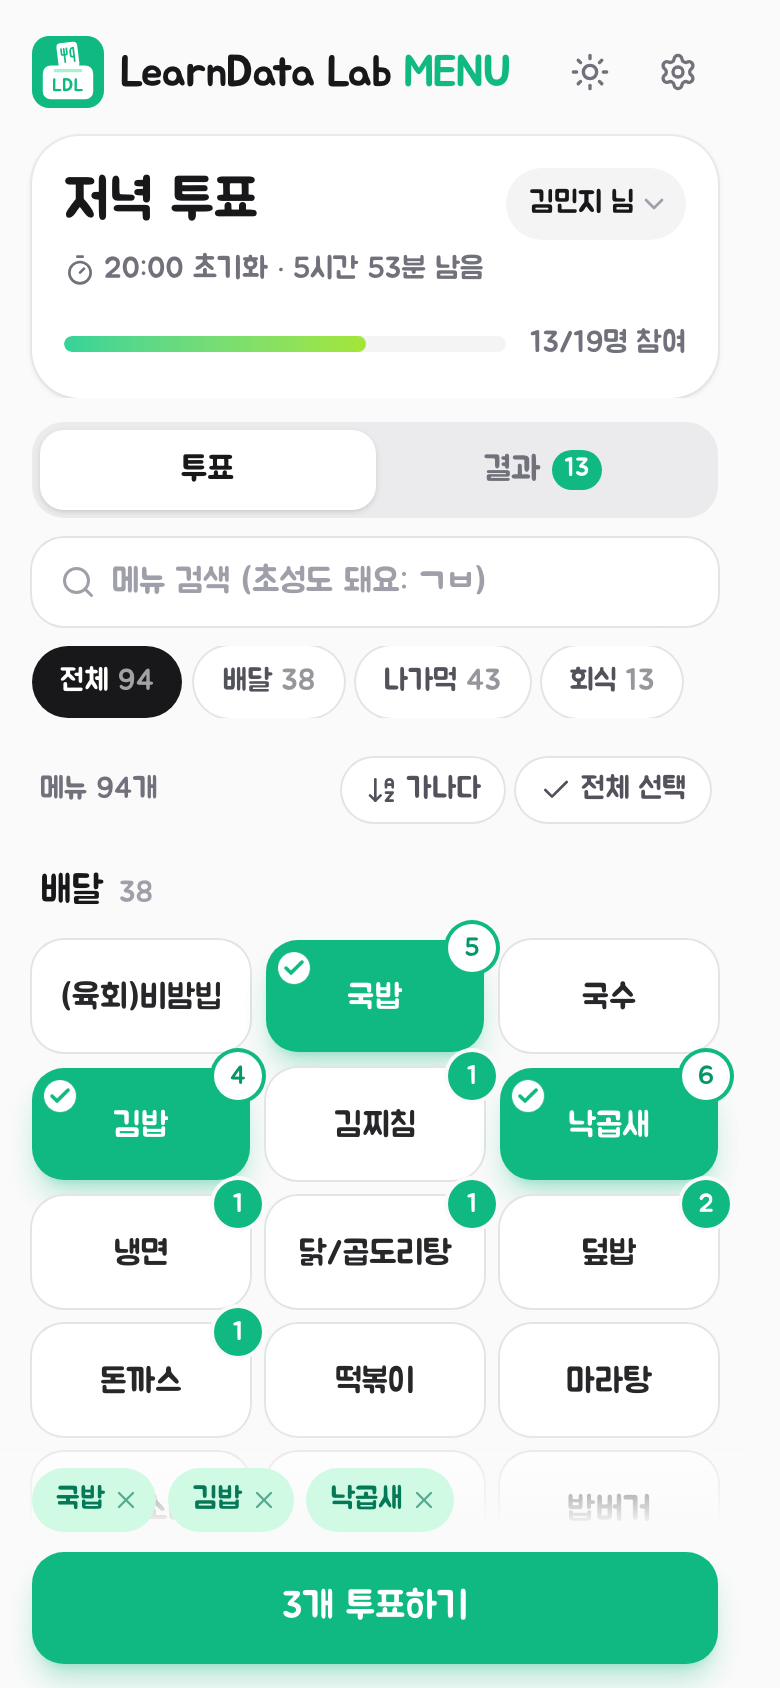 LDL
LearnData Lab MENU
저녁 투표
김민지 님
20:00 초기화 · 5시간 53분 남음
13/19명 참여
투표
결과 13
메뉴 검색 (초성도 돼요: ㄱㅂ)
전체 94
배달 38
나가먹 43
회식 13
메뉴 94개
가나다
전체 선택
배달 38
(육회)비빔밥
국밥
5
국수
김밥
4
김찌침
1
낙곱새
6
냉면
1
닭/곱도리탕
1
덮밥
2
돈까스
1
떡볶이
마라탕
국밥
김밥
낙곱새
밥버거
3개 투표하기